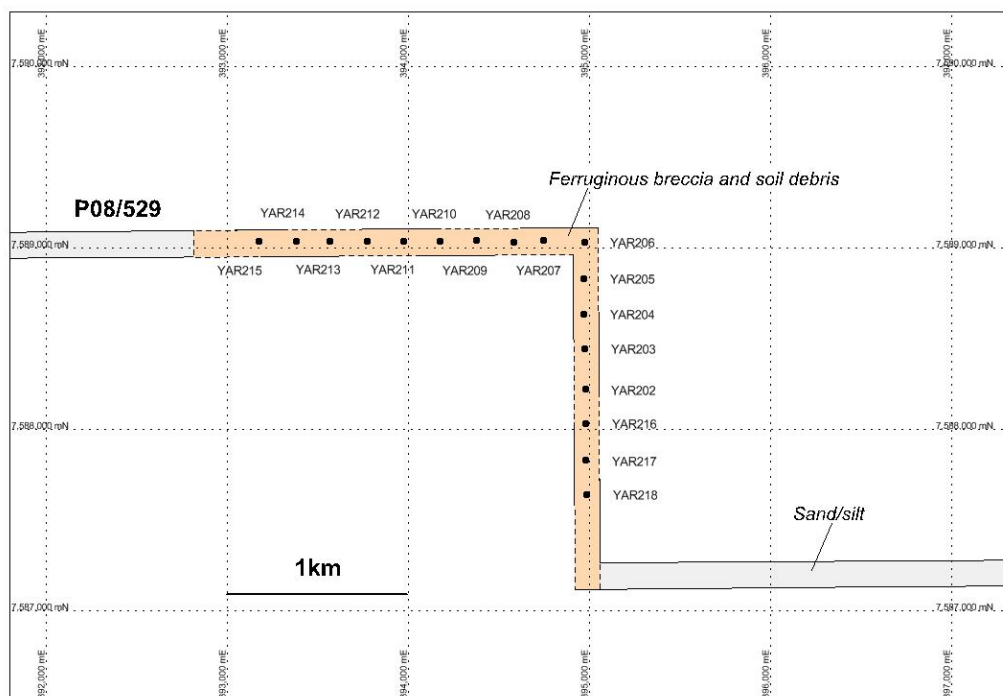 392,000 mE
393,000 mE
394,000 mE
395,000 mE
396,000 mE
397,000 mE
7,590,000 mN
7,590,000 mN
Ferruginous breccia and soil debris
P08/529
YAR214
YAR212
YAR210
YAR208
7,589,000 mN
YAR206
7,589,000 mN
YAR215
YAR213
YAR211
YAR209
YAR207
YAR205
YAR204
YAR203
YAR202
7,588,000 mN
YAR216
7,588,000 mN
YAR217
YAR218
Sand/silt
1km
7,587,000 mN
7,587,000 mN
392,000 mE
393,000 mE
394,000 mE
395,000 mE
396,000 mE
397,000 mE